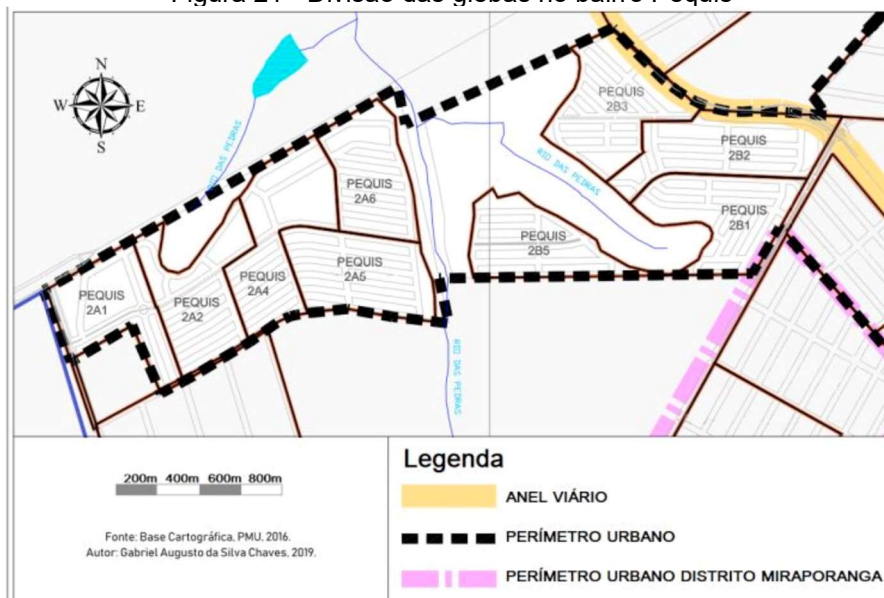 Figura 21 - Divisão das glebas no bairro Pequis
N
W
E
S
RIO DAS PEDRAS
PEQUIS
2B3
PEQUIS
2B2
RIO DAS PEDRAS
PEQUIS
2A6
PEQUIS
2B1
PEQUIS
2B5
PEQUIS
2A5
PEQUIS
2A4
PEQUIS
2A1
PEQUIS
2A2
RIO DAS PEDRAS
200m 400m 600m 800m
Fonte: Base Cartográfica, PMU, 2016.
Autor: Gabriel Augusto da Silva Chaves, 2019.
Legenda
ANEL VIÁRIO
PERÍMETRO URBANO
PERÍMETRO URBANO DISTRITO MIRAPORANGA